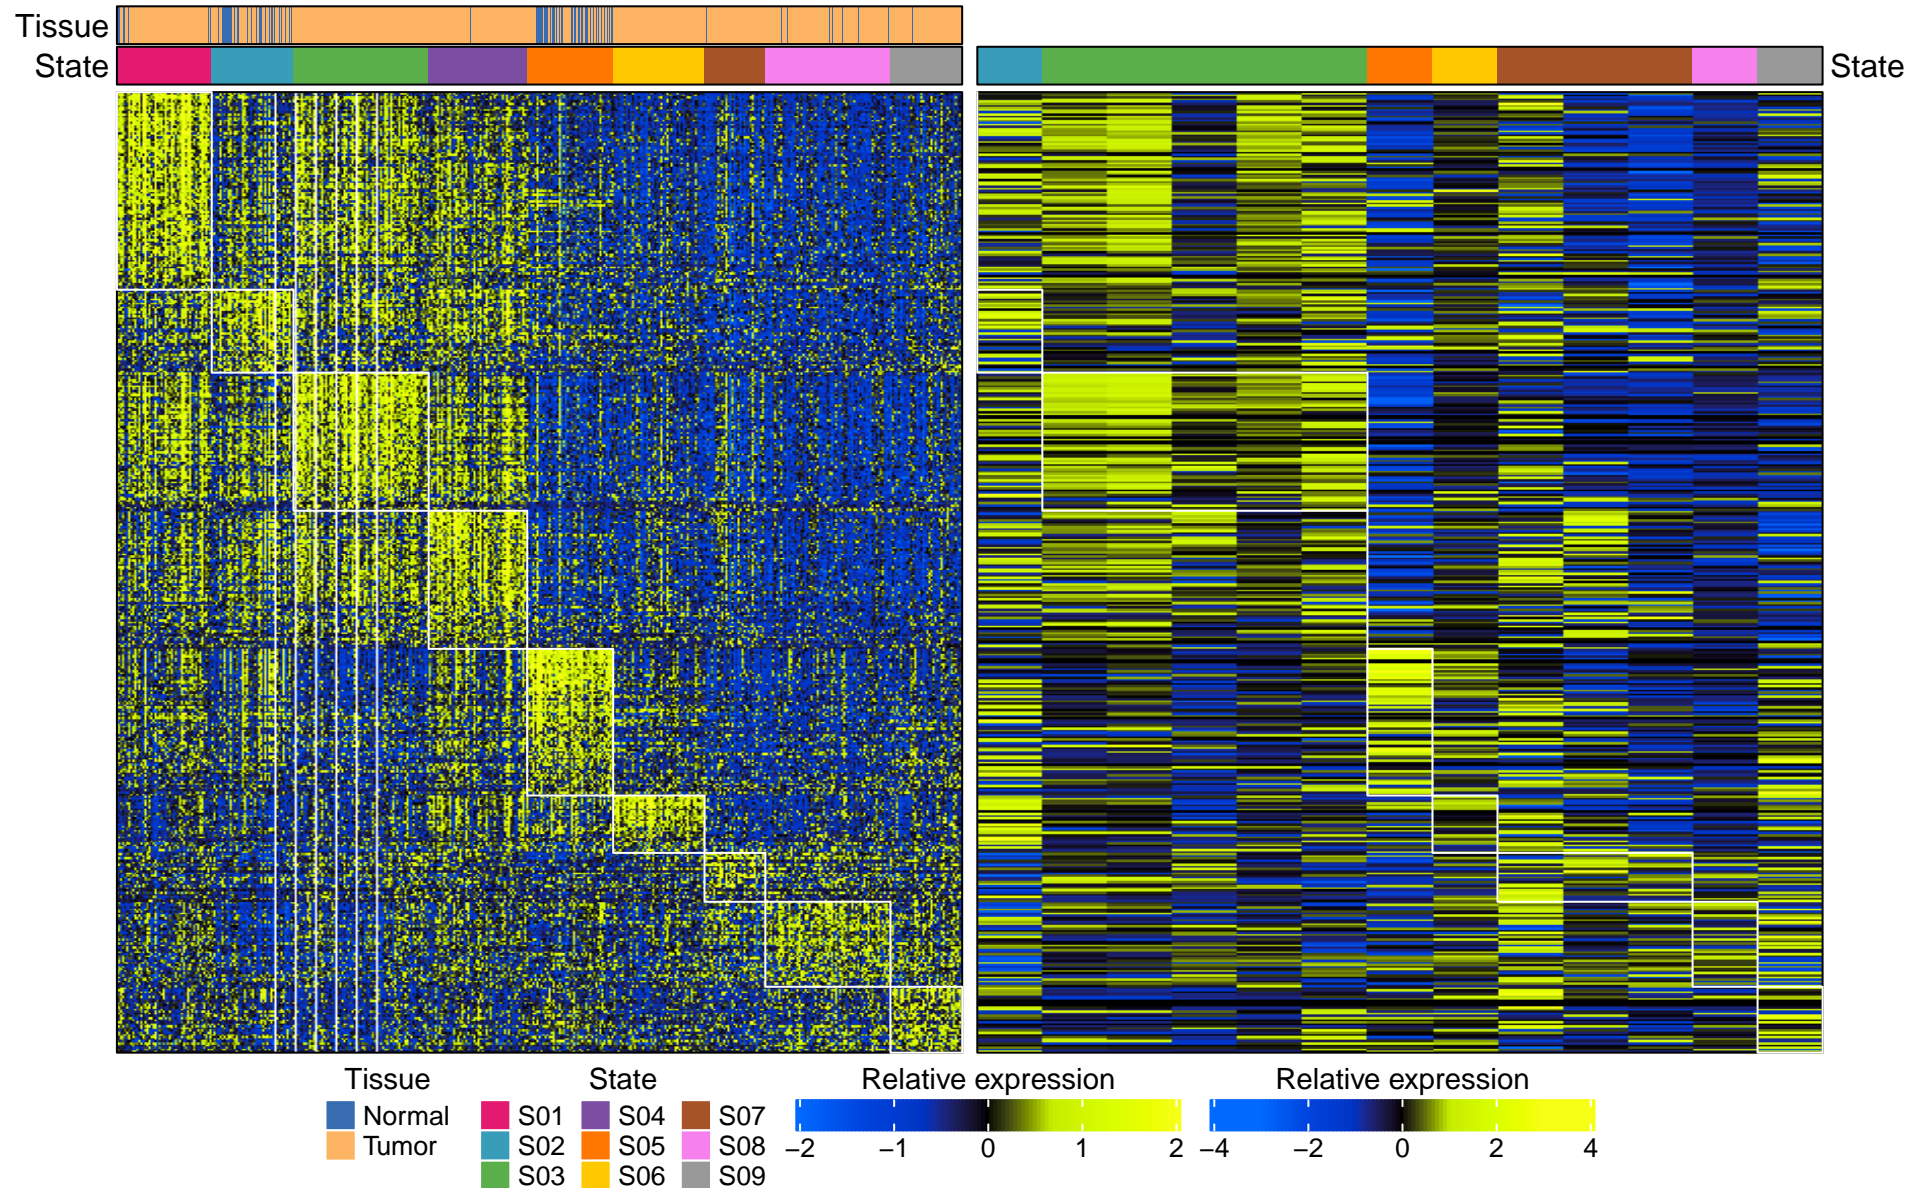 Tissue
State
State
Tissue State Relative expression Relative expression
Normal S01 S04 S07
Tumor S02 S05 S08
S03 S06 S09
−2 −1 0 1 2 −4 −2 0 2 4